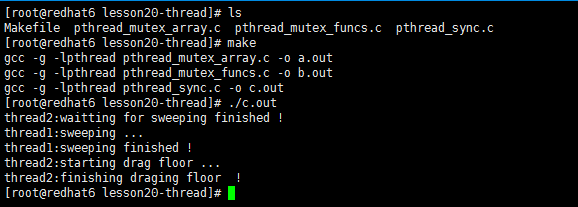 [root@redhat6 lesson20-thread]# ls
Makefile  pthread_mutex_array.c  pthread_mutex_funcs.c  pthread_sync.c
[root@redhat6 lesson20-thread]# make
gcc -g -lpthread pthread_mutex_array.c -o a.out
gcc -g -lpthread pthread_mutex_funcs.c -o b.out
gcc -g -lpthread pthread_sync.c -o c.out
[root@redhat6 lesson20-thread]# ./c.out
thread2:waitting for sweeping finished !
thread1:sweeping ...
thread1:sweeping finished !
thread2:starting drag floor ...
thread2:finishing draging floor  !
[root@redhat6 lesson20-thread]#